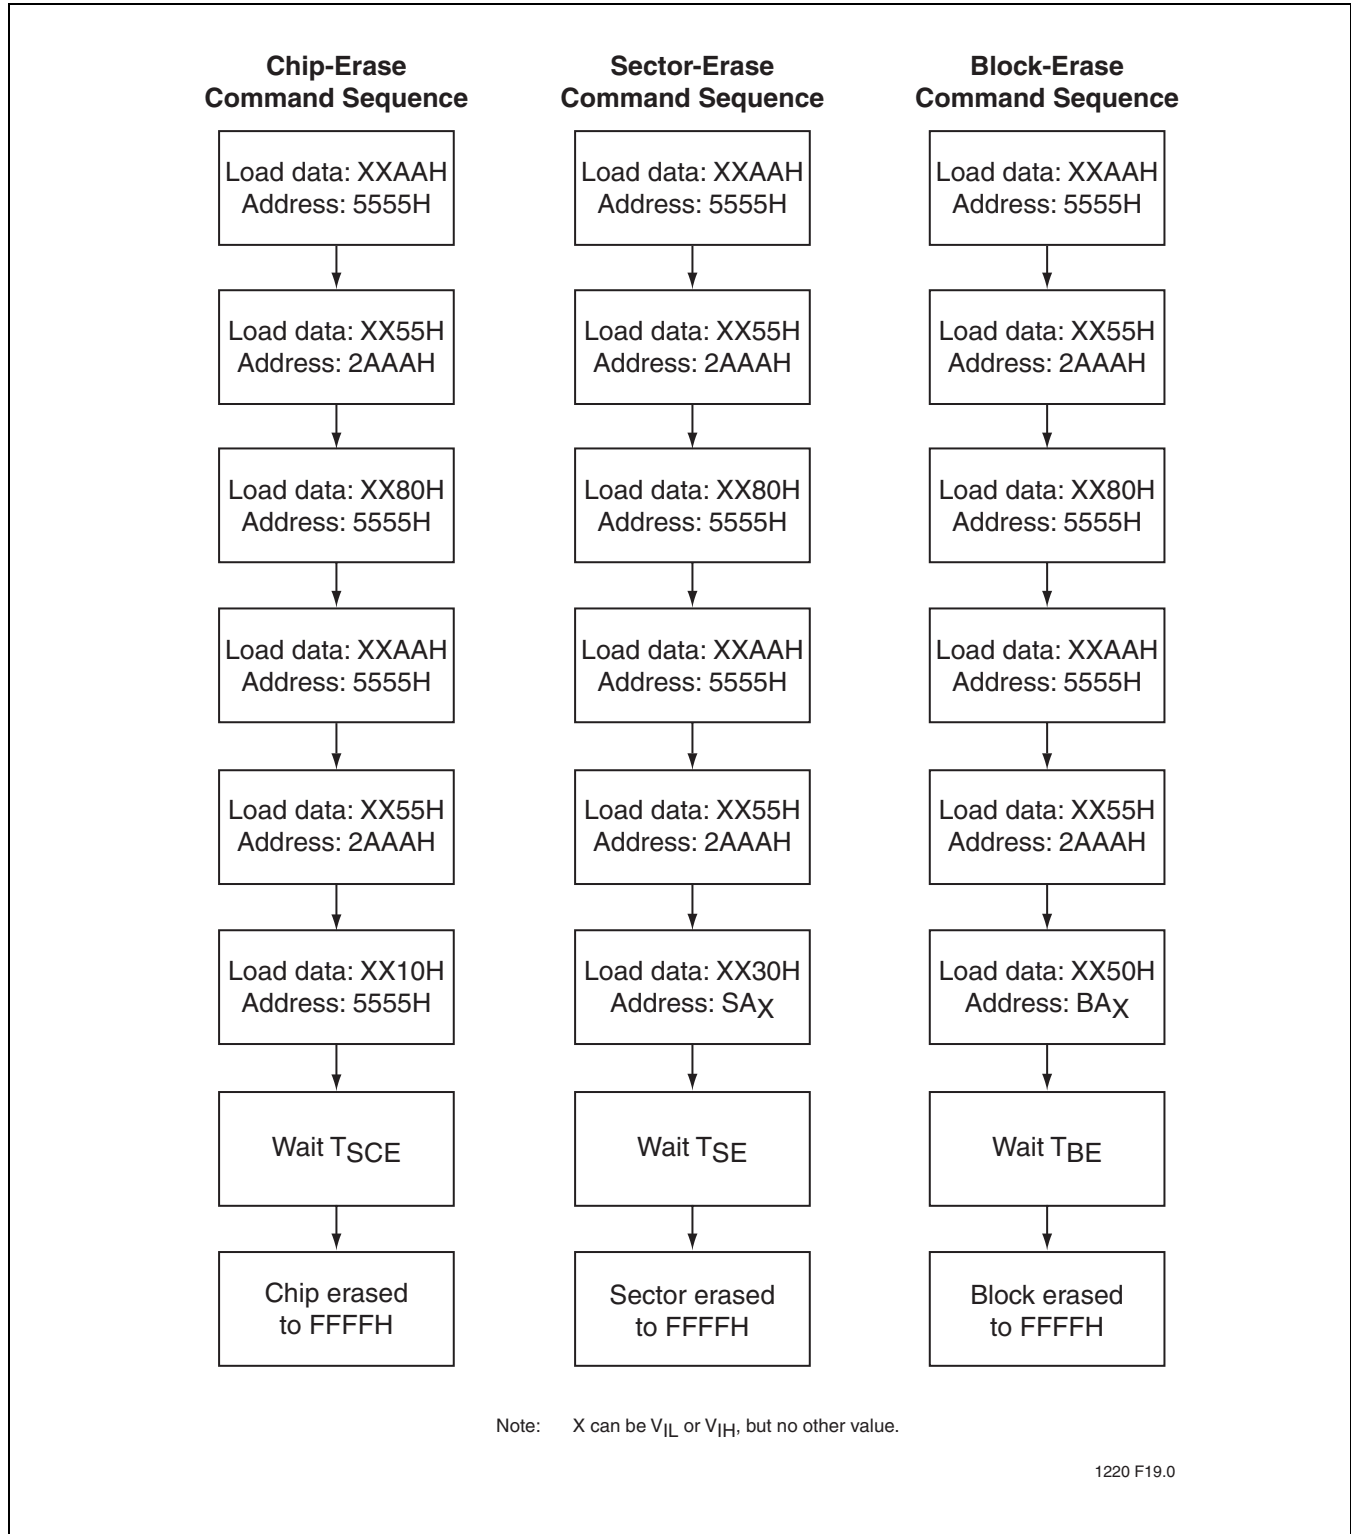 Chip-Erase
Command Sequence
Load data: XXAAH
Address: 5555H
Load data: XX55H
Address: 2AAAH
Load data: XX80H
Address: 5555H
Load data: XXAAH
Address: 5555H
Load data: XX55H
Address: 2AAAH
Load data: XX10H
Address: 5555H
Wait TSCE
Chip erased
to FFFFH
Sector-Erase
Command Sequence
Load data: XXAAH
Address: 5555H
Load data: XX55H
Address: 2AAAH
Load data: XX80H
Address: 5555H
Load data: XXAAH
Address: 5555H
Load data: XX55H
Address: 2AAAH
Load data: XX30H
Address: SAX
Wait TSE
Sector erased
to FFFFH
Block-Erase
Command Sequence
Load data: XXAAH
Address: 5555H
Load data: XX55H
Address: 2AAAH
Load data: XX80H
Address: 5555H
Load data: XXAAH
Address: 5555H
Load data: XX55H
Address: 2AAAH
Load data: XX50H
Address: BAX
Wait TBE
Block erased
to FFFFH
Note: X can be VIL or VIH, but no other value.
1220 F19.0